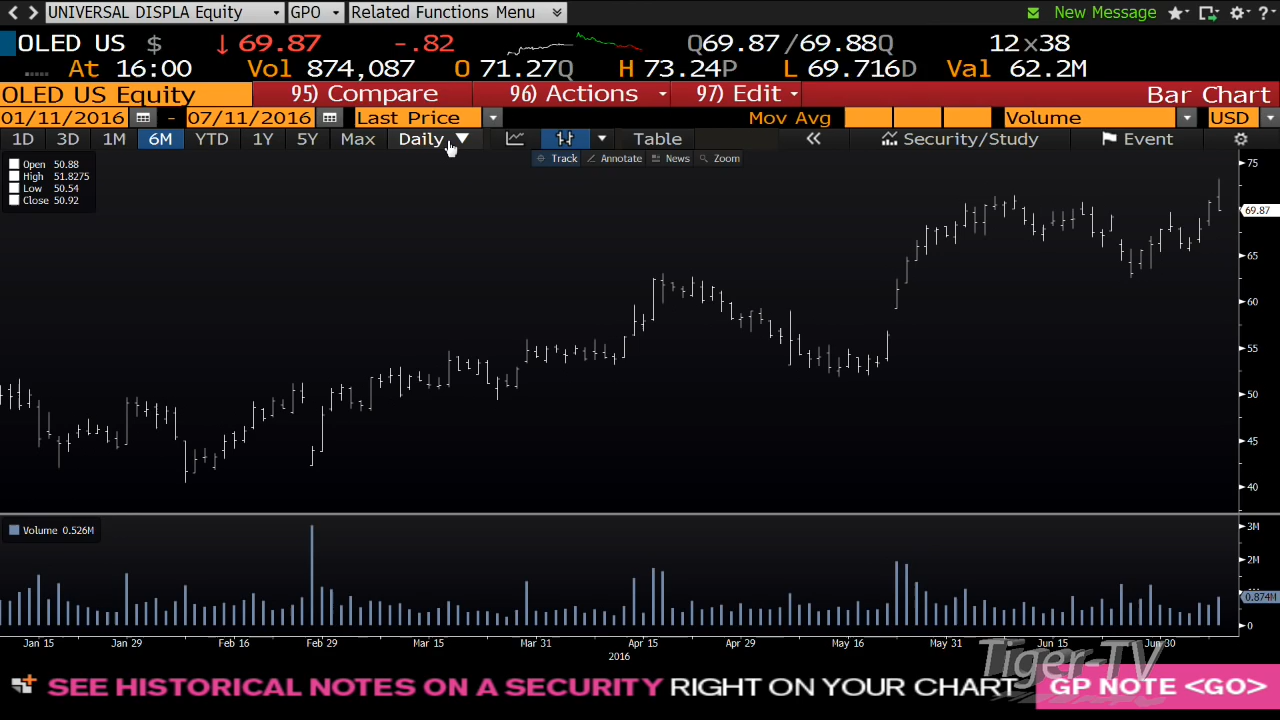 UNIVERSAL DISPLA Equity GPO Related Functions Menu New Message
OLED US $ ↓ 69.87 -.82 Q69.87 / 69.88Q 12 x 38
At 16:00 Vol 874,087 O 71.27Q H 73.24P L 69.716D Val 62.2M
OLED US Equity 95) Compare 96) Actions 97) Edit Bar Chart
01/11/2016 - 07/11/2016 Last Price Mov Avg Volume USD
1D 3D 1M 6M YTD 1Y 5Y Max Daily ▼ Table « Security/Study Event
Track Annotate News Zoom
Open 50.88
High 51.8275
Low 50.54
Close 50.92
75
69.87
65
60
55
50
45
40
Volume 0.526M
3M
2M
0.874M
0
Jan 15 Jan 29 Feb 16 Feb 29 Mar 15 Mar 31 Apr 15 Apr 29 May 16 May 31 Jun 15 Jun 30
2016
Tiger-TV
SEE HISTORICAL NOTES ON A SECURITY RIGHT ON YOUR CHART GP NOTE <GO>